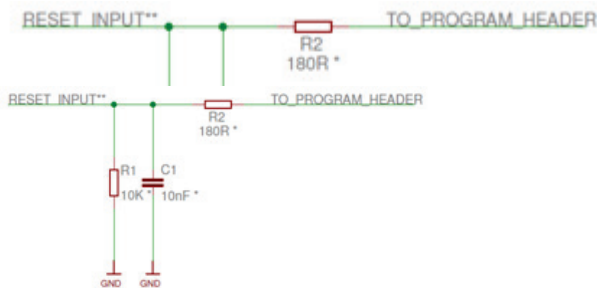 RESET_INPUT** TO_PROGRAM_HEADER
R2
180R *
RESET_INPUT** TO_PROGRAM_HEADER
R2
180R *
R1 C1
10K * 10nF *
GND GND